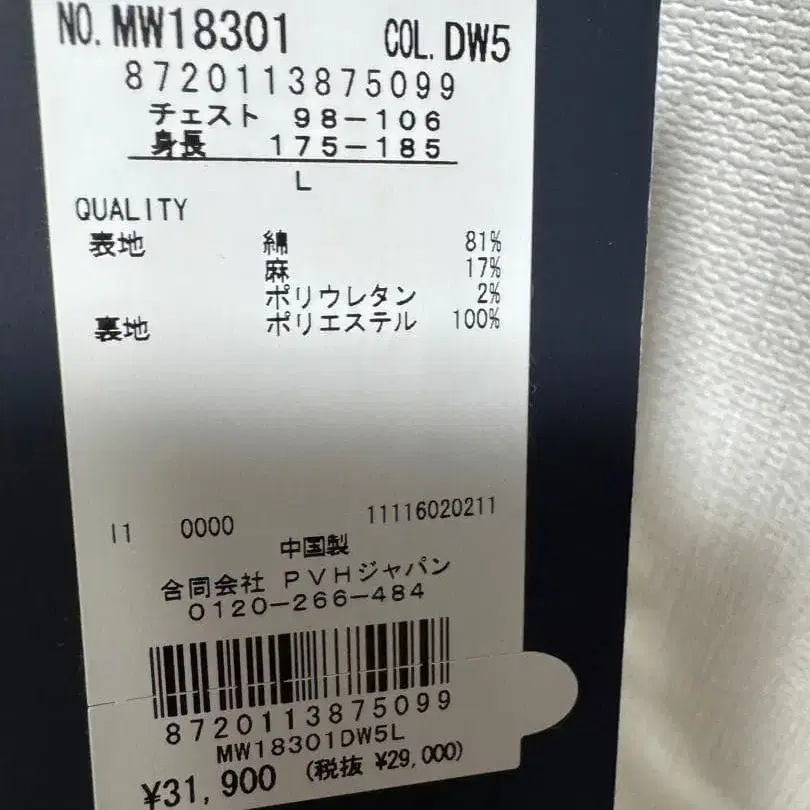 NO. MW18301 COL. DW5
8720113875099
チェスト 98-106
身長 175-185
L
QUALITY
表地 綿 81%
麻 17%
ポリウレタン 2%
裏地 ポリエステル 100%
I1 0000 11116020211
中国製
合同会社 PVHジャパン
0120-266-484
8720113875099
MW18301DW5L
¥31,900 (税抜 ¥29,000)